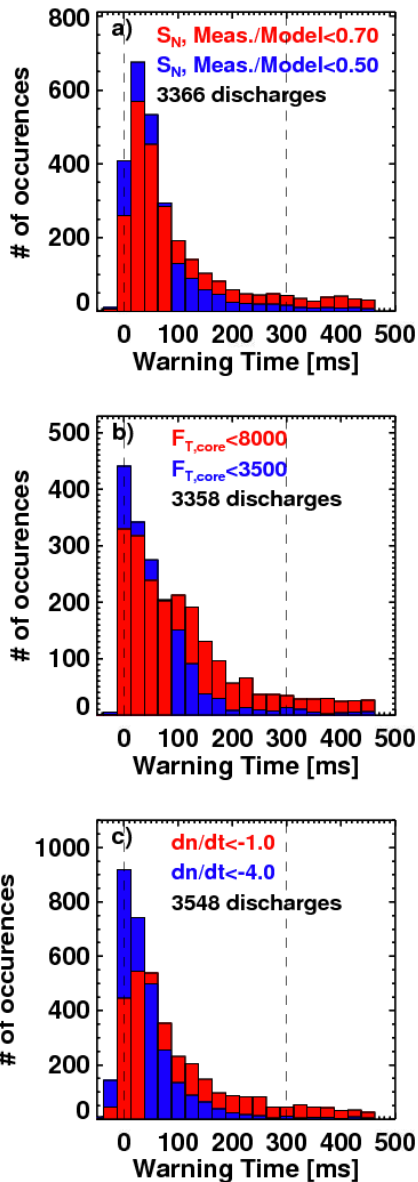 a)
S_N, Meas./Model<0.70
S_N, Meas./Model<0.50
3366 discharges
800
600
400
200
0
# of occurences
0 100 200 300 400 500
Warning Time [ms]
b)
F_T,core<8000
F_T,core<3500
3358 discharges
500
400
300
200
100
0
# of occurences
0 100 200 300 400 500
Warning Time [ms]
c)
dn/dt<-1.0
dn/dt<-4.0
3548 discharges
1000
800
600
400
200
0
# of occurences
0 100 200 300 400 500
Warning Time [ms]